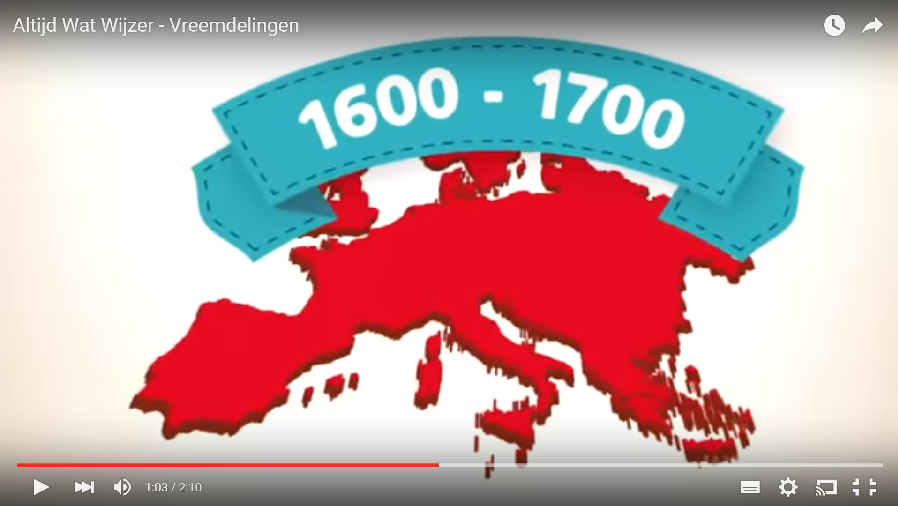 Altijd Wat Wijzer - Vreemdelingen
1600 - 1700
1:03 / 2:10